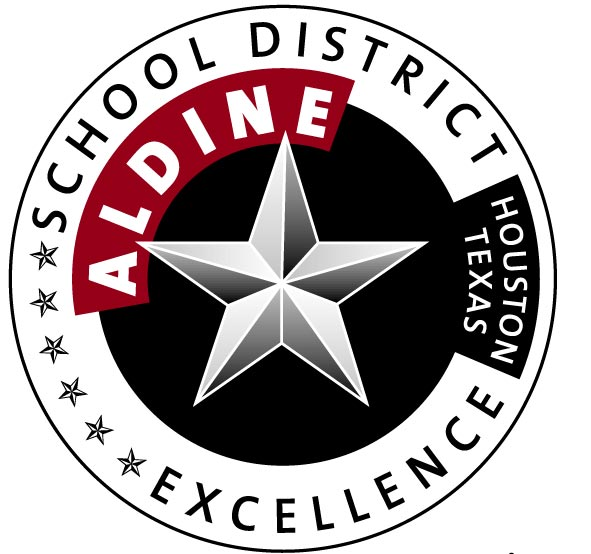 SCHOOL DISTRICT
ALDINE
HOUSTON
TEXAS
EXCELLENCE